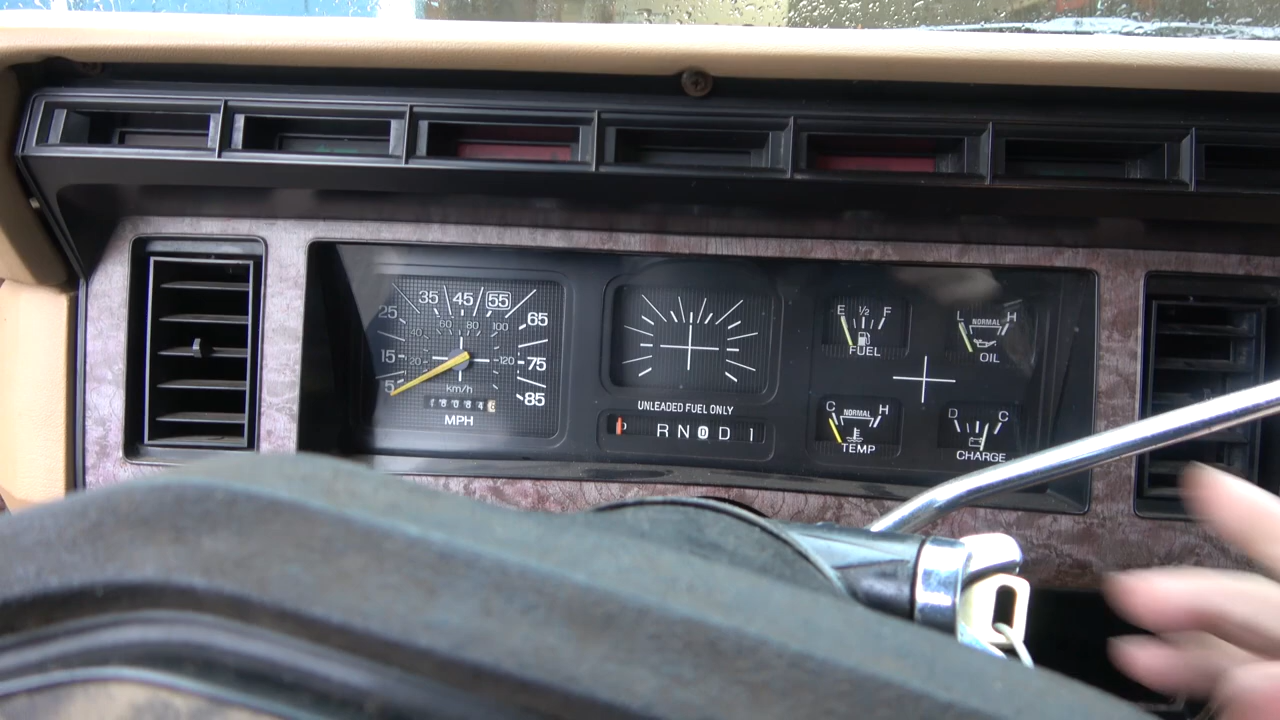 35 45 55
25 65
60 80 100
40
15 20 120 75
5 km/h 85
180848
MPH
UNLEADED FUEL ONLY
P R N D D 1
E ½ F
FUEL
L NORMAL H
OIL
C NORMAL H
TEMP
D C
CHARGE